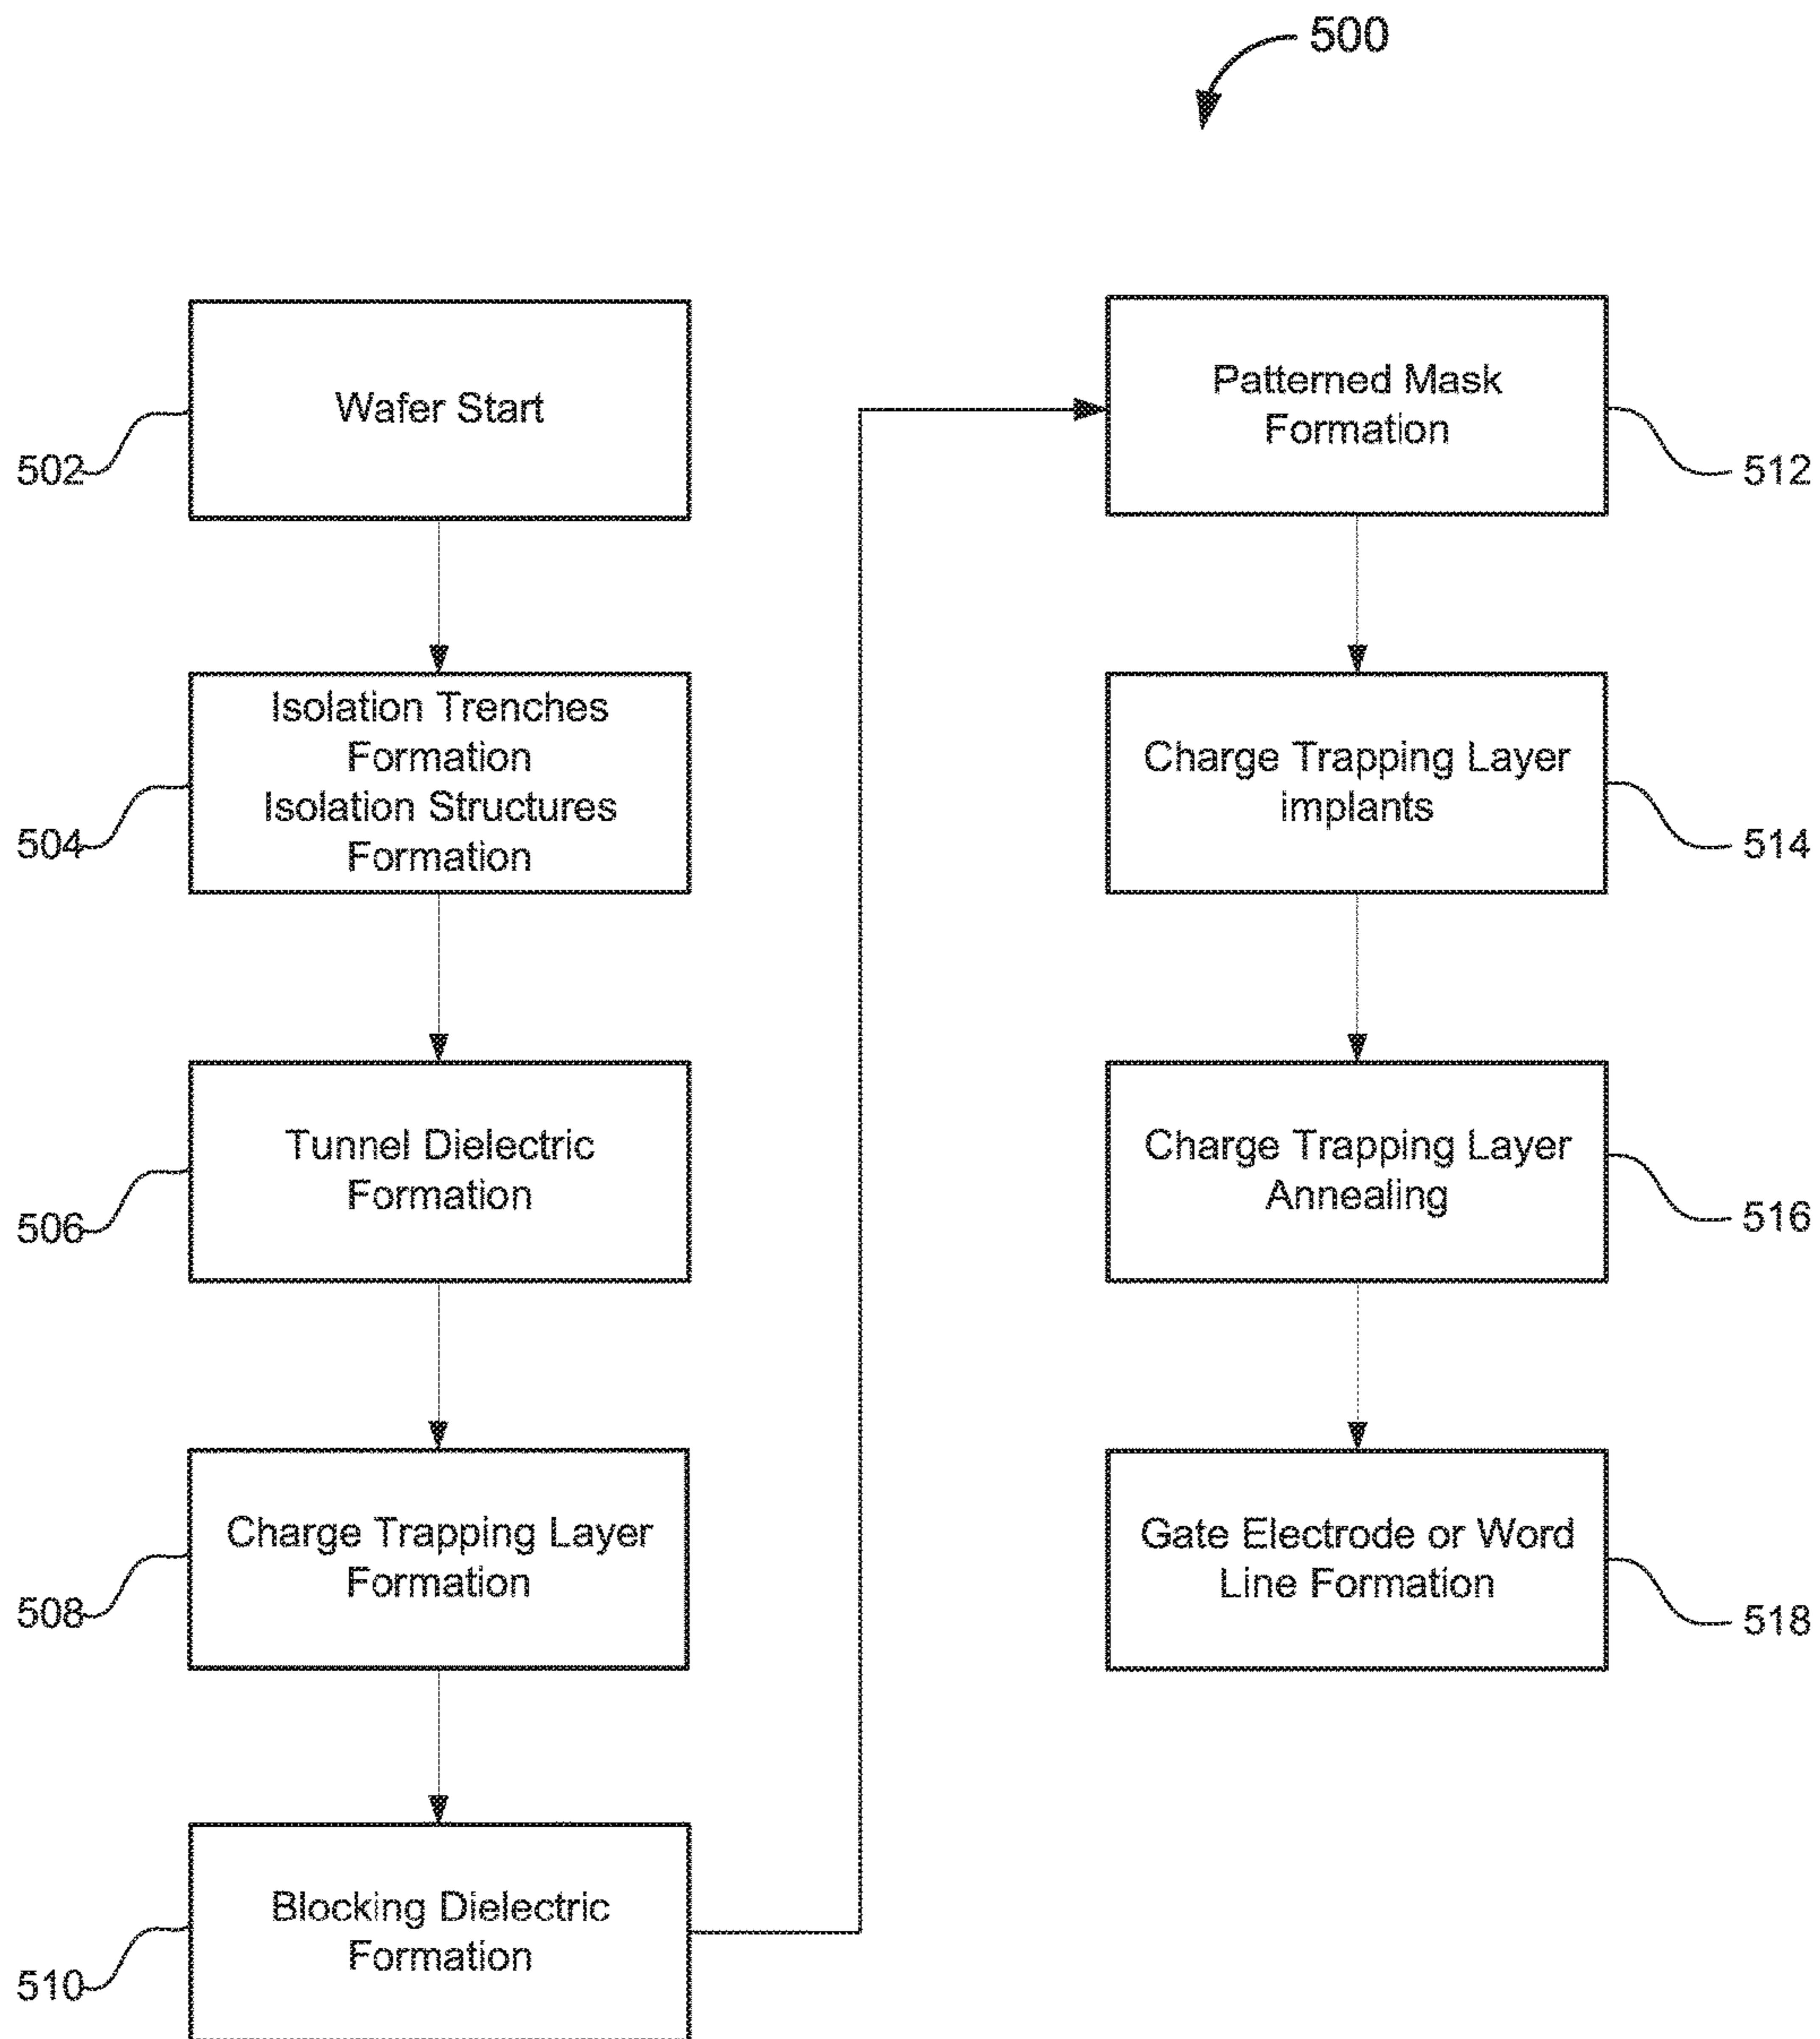 500
Wafer Start
502
Isolation Trenches
Formation
Isolation Structures
Formation
504
Tunnel Dielectric
Formation
506
Charge Trapping Layer
Formation
508
Blocking Dielectric
Formation
510
Patterned Mask
Formation
512
Charge Trapping Layer
implants
514
Charge Trapping Layer
Annealing
516
Gate Electrode or Word
Line Formation
518